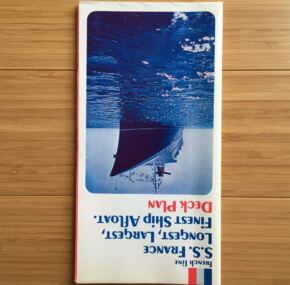 French Line
S.S. France
Longest, Largest,
Finest Ship Afloat.
Deck Plan